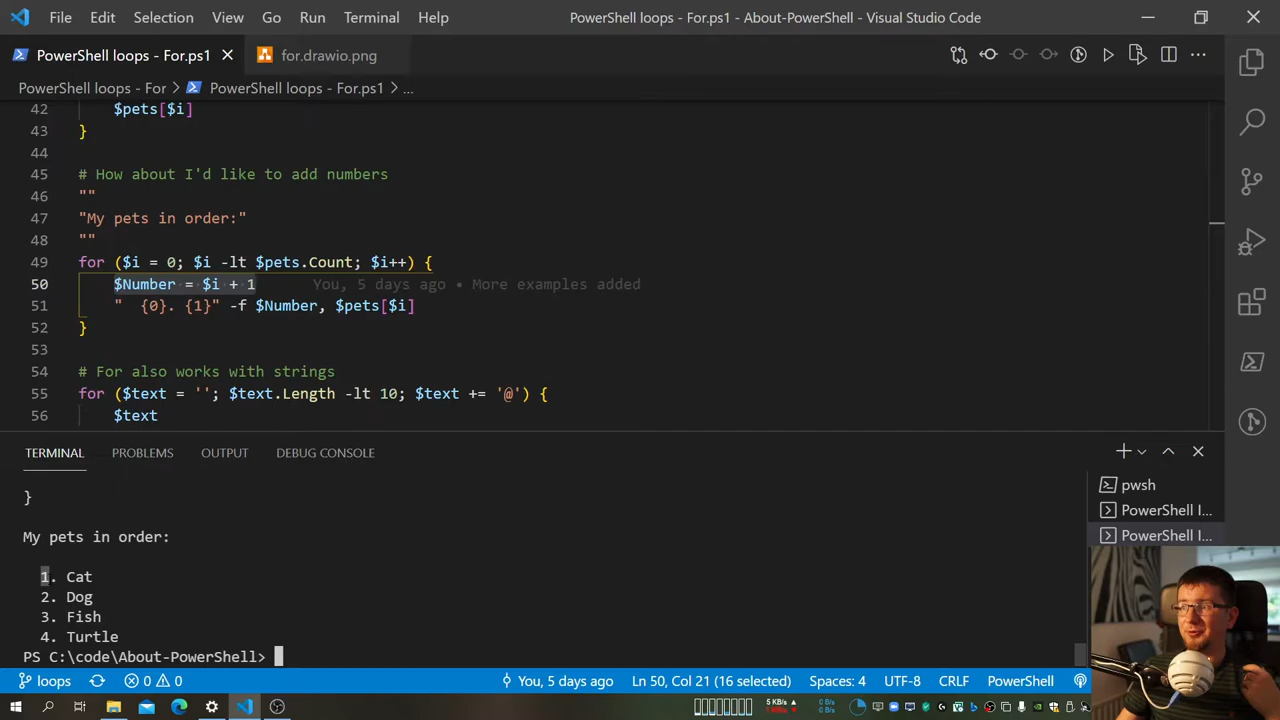 File Edit Selection View Go Run Terminal Help PowerShell loops - For.ps1 - About-PowerShell - Visual Studio Code
PowerShell loops - For.ps1 for.drawio.png
PowerShell loops - For > PowerShell loops - For.ps1 > ...
42 $pets[$i]
43 }
44
45 # How about I'd like to add numbers
46 ""
47 "My pets in order:"
48 ""
49 for ($i = 0; $i -lt $pets.Count; $i++) {
50 $Number = $i + 1 You, 5 days ago • More examples added
51 "  {0}. {1}" -f $Number, $pets[$i]
52 }
53
54 # For also works with strings
55 for ($text = ''; $text.Length -lt 10; $text += '@') {
56 $text
TERMINAL PROBLEMS OUTPUT DEBUG CONSOLE
}
pwsh
PowerShell I...
My pets in order:
PowerShell I...
1. Cat
2. Dog
3. Fish
4. Turtle
PS C:\code\About-PowerShell>
loops 0 0 You, 5 days ago Ln 50, Col 21 (16 selected) Spaces: 4 UTF-8 CRLF PowerShell
5 KB/s 0 B/s
0 B/s